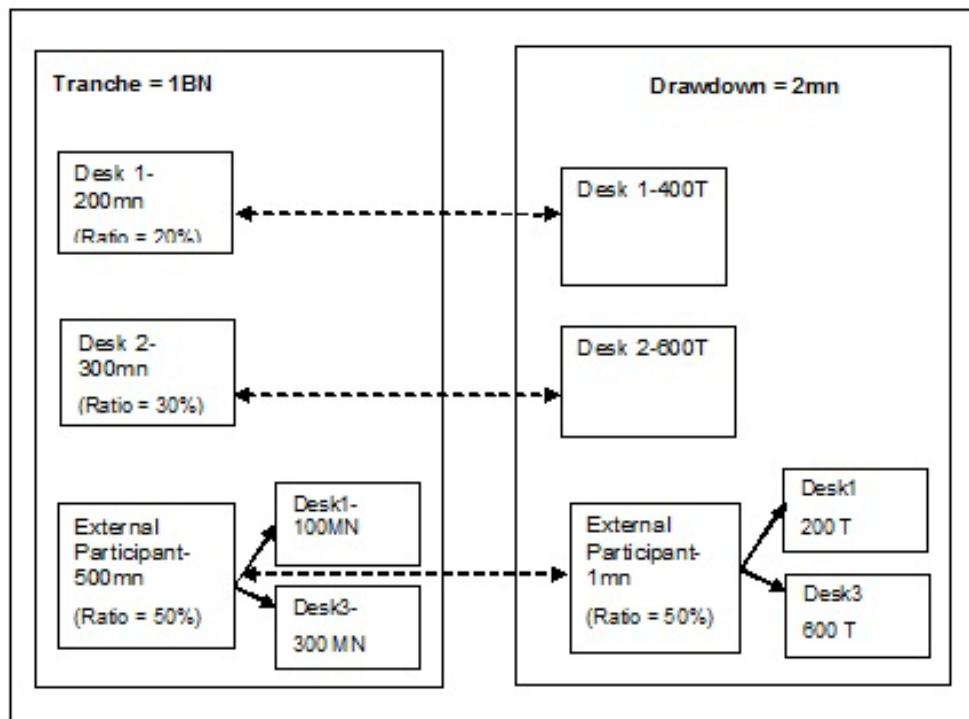 Tranche = 1BN
Desk 1-
200mn
(Ratio = 20%)
Desk 2-
300mn
(Ratio = 30%)
External
Participant-
500mn
(Ratio = 50%)
Desk1-
100MN
Desk3-
300 MN
Drawdown = 2mn
Desk 1-400T
Desk 2-600T
External
Participant-
1mn
(Ratio = 50%)
Desk1
200 T
Desk3
600 T